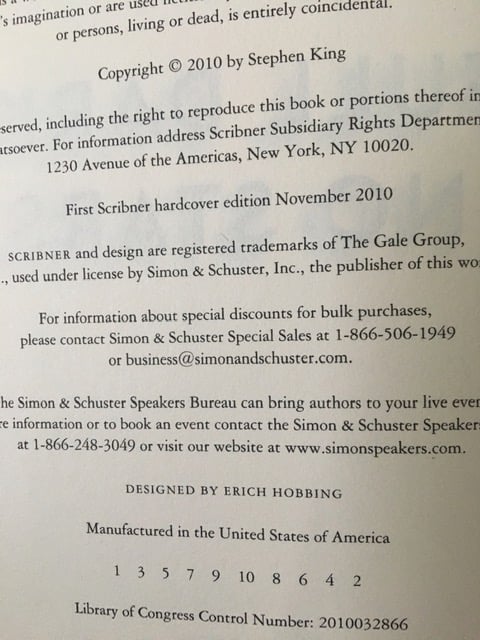 's imagination or are used
or persons, living or dead, is entirely coincidental.
Copyright © 2010 by Stephen King
served, including the right to reproduce this book or portions thereof in
atsoever. For information address Scribner Subsidiary Rights Departmen
1230 Avenue of the Americas, New York, NY 10020.
First Scribner hardcover edition November 2010
SCRIBNER and design are registered trademarks of The Gale Group,
., used under license by Simon & Schuster, Inc., the publisher of this wo
For information about special discounts for bulk purchases,
please contact Simon & Schuster Special Sales at 1-866-506-1949
or business@simonandschuster.com.
he Simon & Schuster Speakers Bureau can bring authors to your live even
re information or to book an event contact the Simon & Schuster Speakers
at 1-866-248-3049 or visit our website at www.simonspeakers.com.
DESIGNED BY ERICH HOBBING
Manufactured in the United States of America
1 3 5 7 9 10 8 6 4 2
Library of Congress Control Number: 2010032866